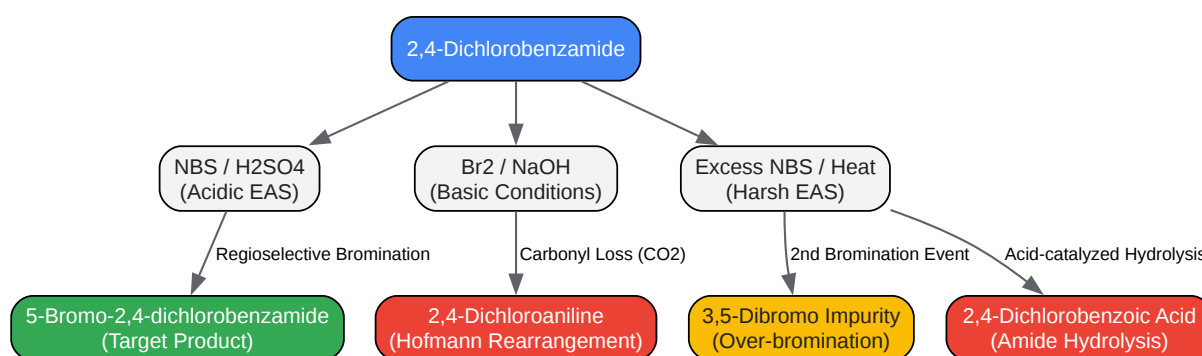 2,4-Dichlorobenzamide
NBS / H2SO4
(Acidic EAS)
Br2 / NaOH
(Basic Conditions)
Excess NBS / Heat
(Harsh EAS)
Regioselective Bromination
Carbonyl Loss (CO2)
2nd Bromination Event
Acid-catalyzed Hydrolysis
5-Bromo-2,4-dichlorobenzamide
(Target Product)
2,4-Dichloroaniline
(Hofmann Rearrangement)
3,5-Dibromo Impurity
(Over-bromination)
2,4-Dichlorobenzoic Acid
(Amide Hydrolysis)